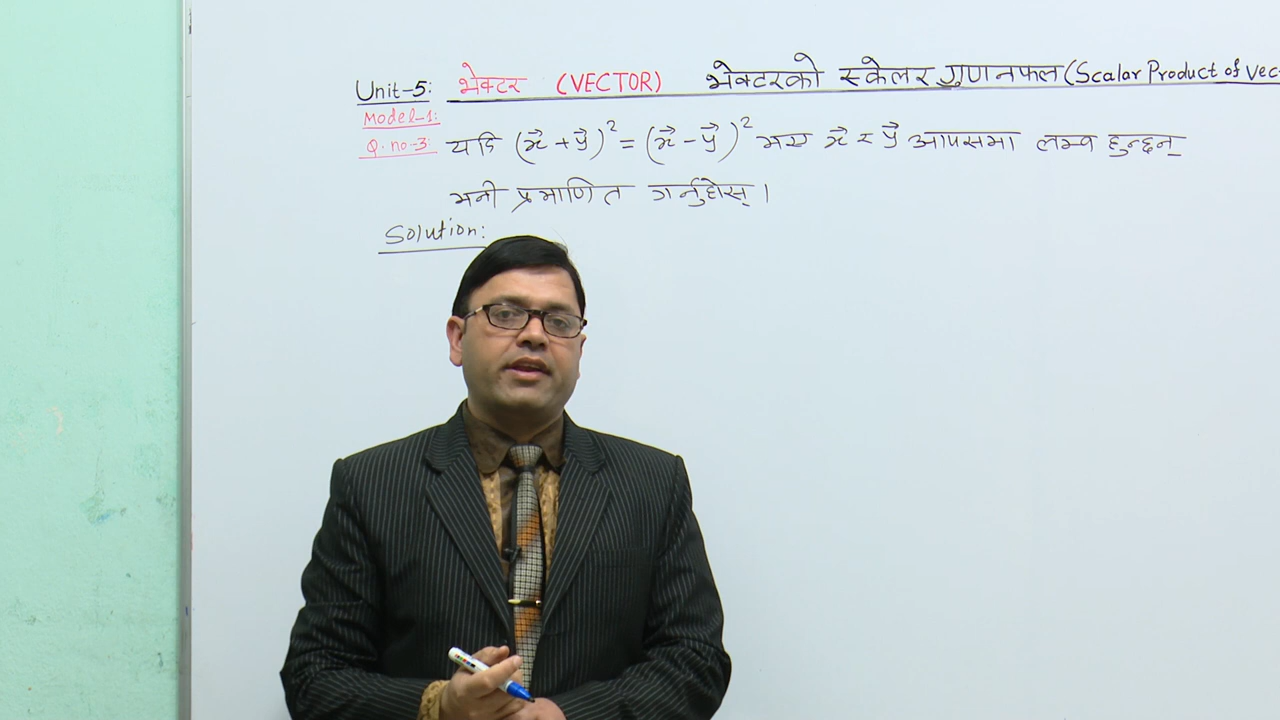 Unit-5: भेक्टर (VECTOR) भेक्टरको स्केलर गुणनफल (Scalar Product of Vec
Model-1:
Q. no.-3: यदि (x⃗ + y⃗)² = (x⃗ - y⃗)² भए x⃗ र y⃗ आपसमा लम्ब हुन्छन्
भनी प्रमाणित गर्नुहोस् ।
Solution: